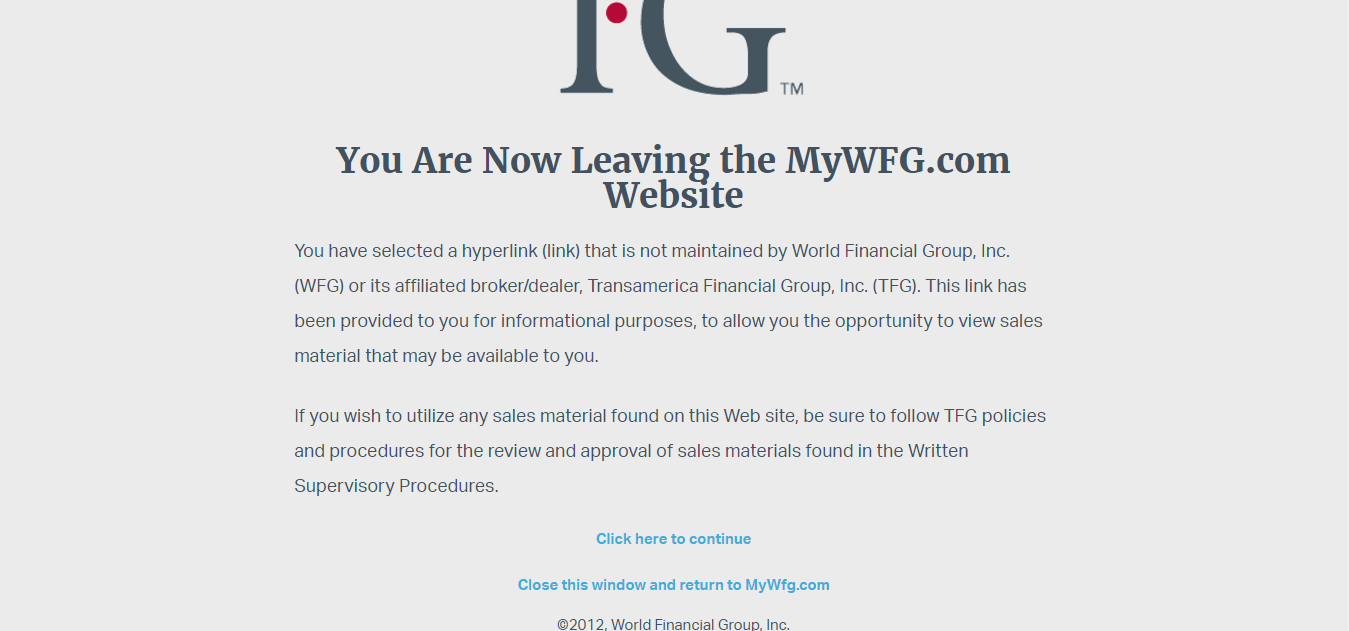 FG TM
You Are Now Leaving the MyWFG.com
Website
You have selected a hyperlink (link) that is not maintained by World Financial Group, Inc.
(WFG) or its affiliated broker/dealer, Transamerica Financial Group, Inc. (TFG). This link has
been provided to you for informational purposes, to allow you the opportunity to view sales
material that may be available to you.
If you wish to utilize any sales material found on this Web site, be sure to follow TFG policies
and procedures for the review and approval of sales materials found in the Written
Supervisory Procedures.
Click here to continue
Close this window and return to MyWfg.com
©2012, World Financial Group, Inc.